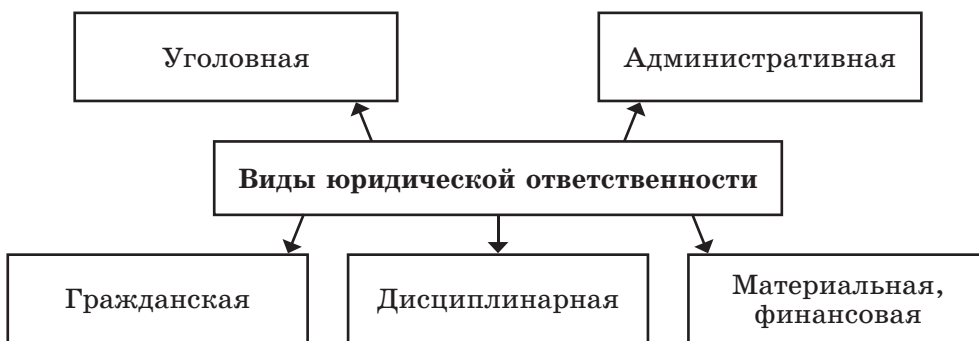 Уголовная
Административная
Виды юридической ответственности
Гражданская
Дисциплинарная
Материальная,
финансовая